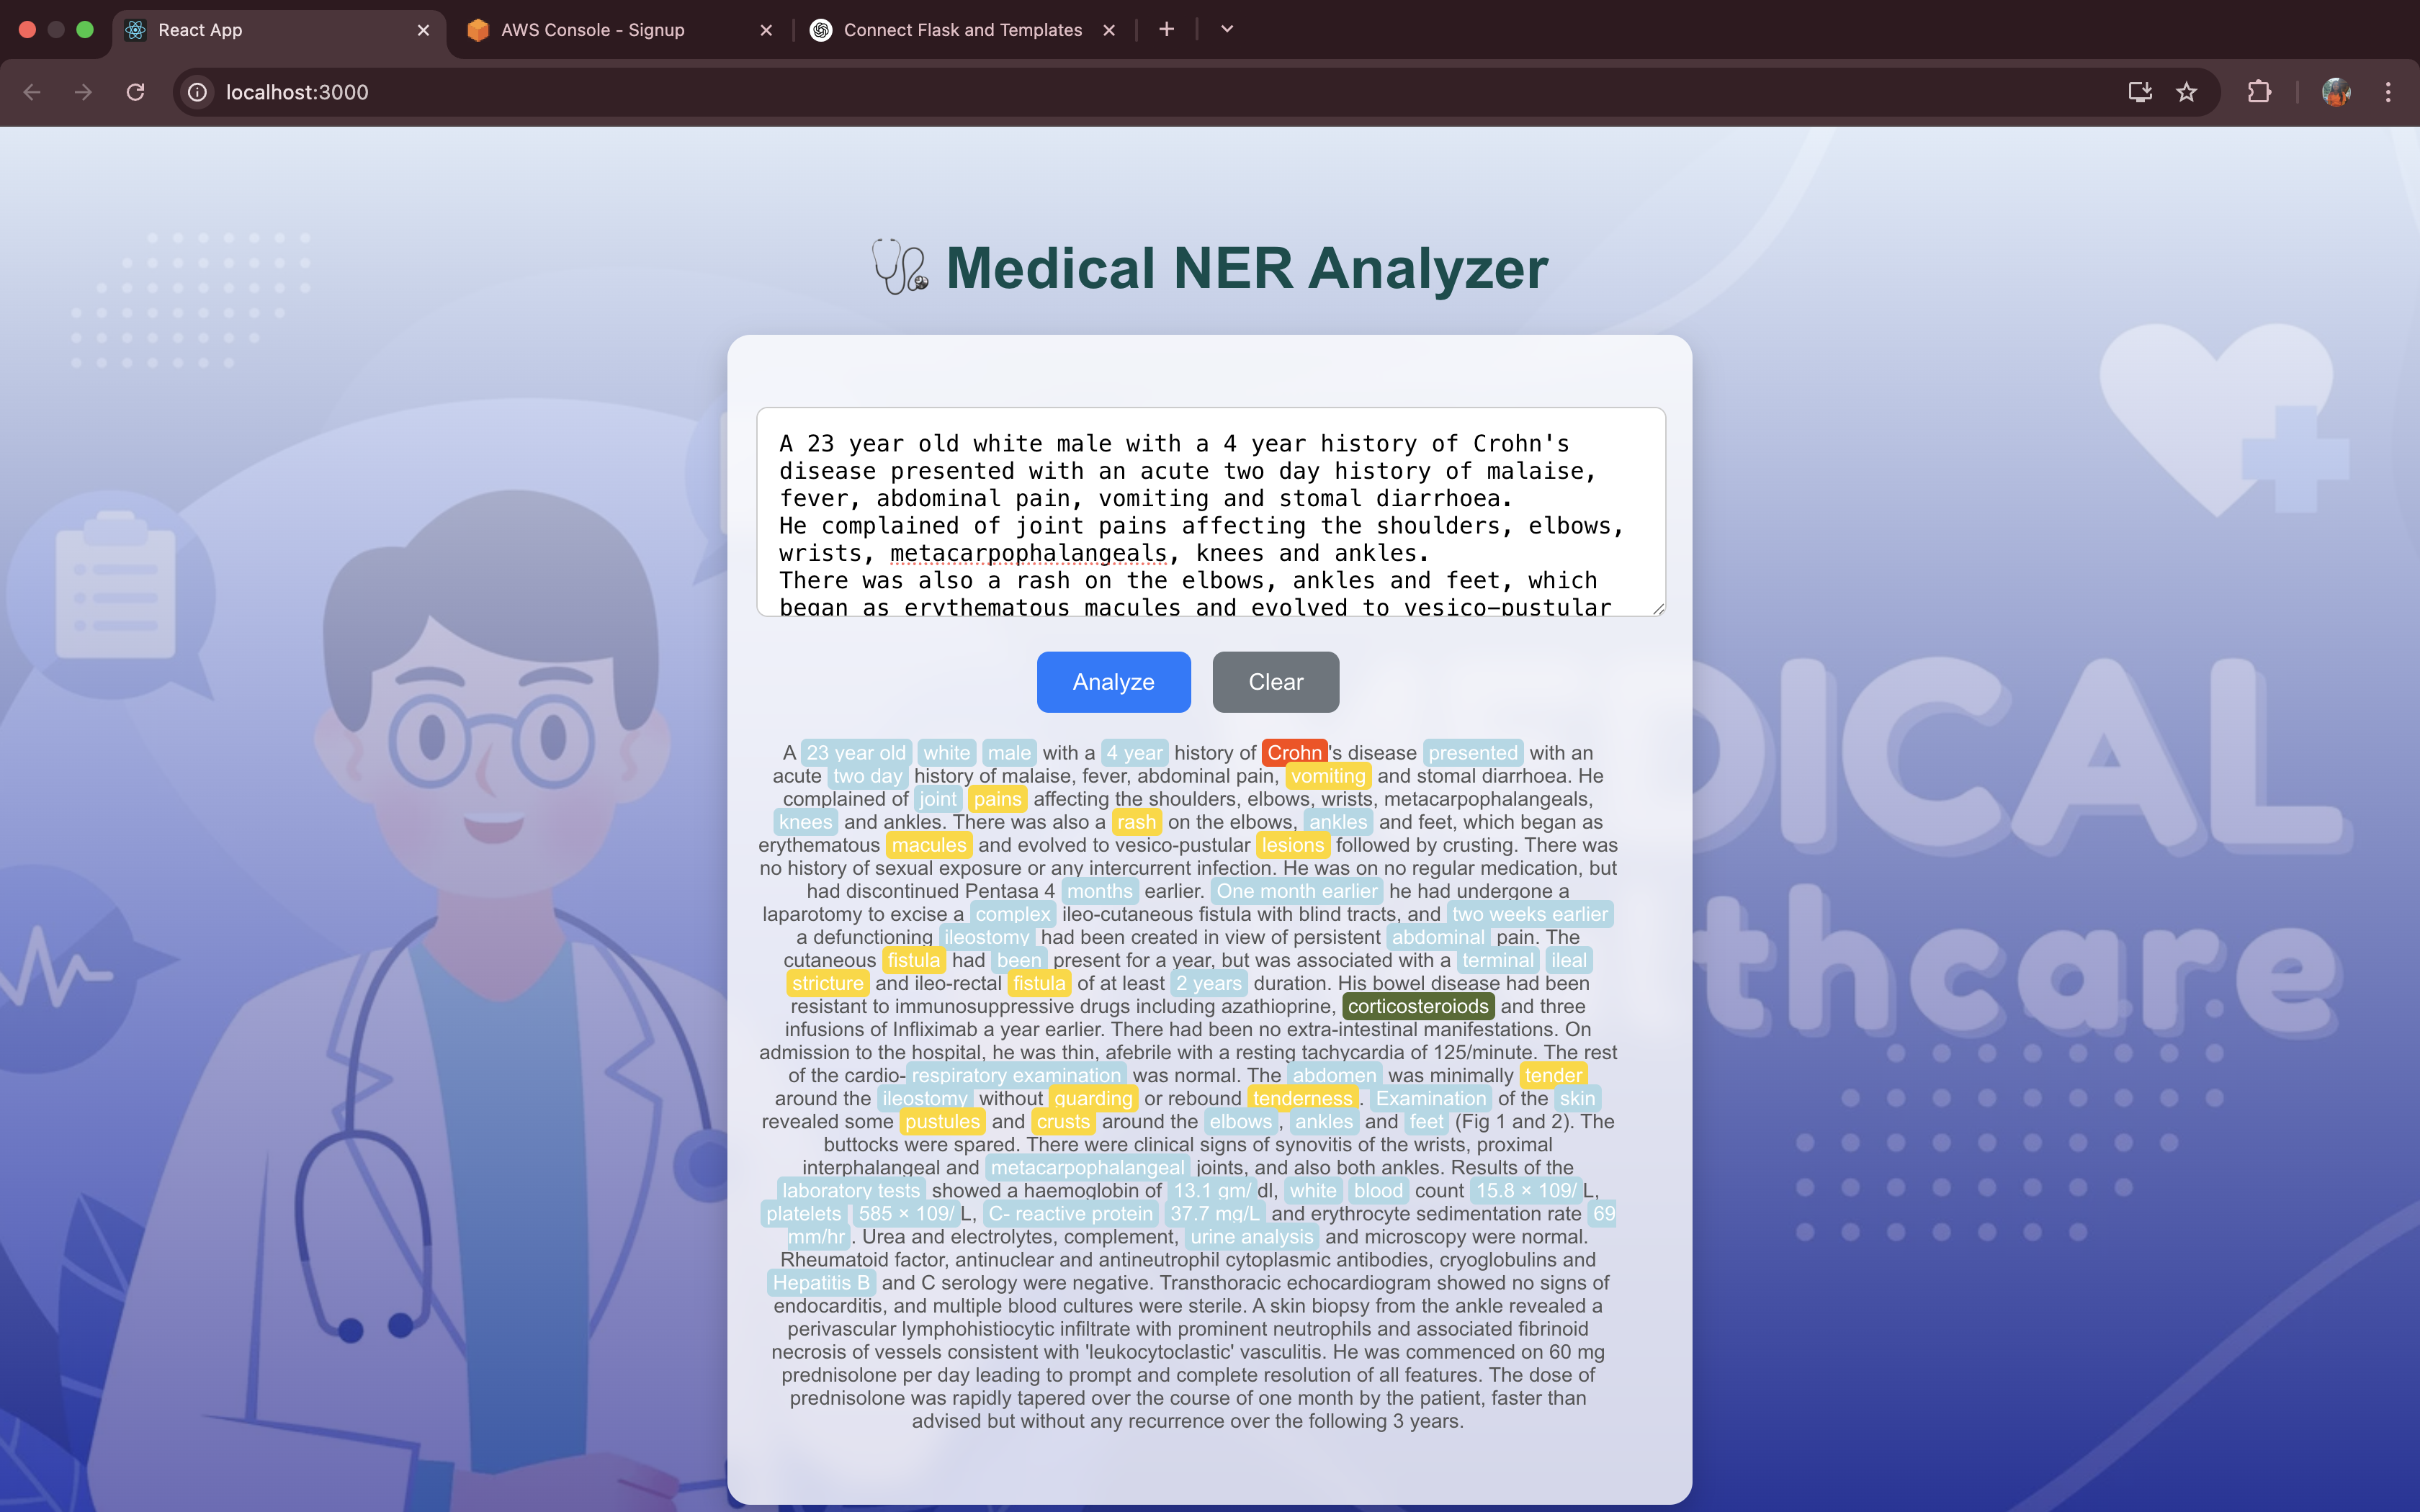 React App
AWS Console - Signup
Connect Flask and Templates
localhost:3000
Medical NER Analyzer
A 23 year old white male with a 4 year history of Crohn's
disease presented with an acute two day history of malaise,
fever, abdominal pain, vomiting and stomal diarrhoea.
He complained of joint pains affecting the shoulders, elbows,
wrists, metacarpophalangeals, knees and ankles.
There was also a rash on the elbows, ankles and feet, which
began as erythematous macules and evolved to vesico-pustular
Analyze Clear
A 23 year old white male with a 4 year history of Crohn's disease presented with an
acute two day history of malaise, fever, abdominal pain, vomiting and stomal diarrhoea. He
complained of joint pains affecting the shoulders, elbows, wrists, metacarpophalangeals,
knees and ankles. There was also a rash on the elbows, ankles and feet, which began as
erythematous macules and evolved to vesico-pustular lesions followed by crusting. There was
no history of sexual exposure or any intercurrent infection. He was on no regular medication, but
had discontinued Pentasa 4 months earlier. One month earlier he had undergone a
laparotomy to excise a complex ileo-cutaneous fistula with blind tracts, and two weeks earlier
a defunctioning ileostomy had been created in view of persistent abdominal pain. The
cutaneous fistula had been present for a year, but was associated with a terminal ileal
stricture and ileo-rectal fistula of at least 2 years duration. His bowel disease had been
resistant to immunosuppressive drugs including azathioprine, corticosteroiods and three
infusions of Infliximab a year earlier. There had been no extra-intestinal manifestations. On
admission to the hospital, he was thin, afebrile with a resting tachycardia of 125/minute. The rest
of the cardio-respiratory examination was normal. The abdomen was minimally tender
around the ileostomy without guarding or rebound tenderness. Examination of the skin
revealed some pustules and crusts around the elbows, ankles and feet (Fig 1 and 2). The
buttocks were spared. There were clinical signs of synovitis of the wrists, proximal
interphalangeal and metacarpophalangeal joints, and also both ankles. Results of the
laboratory tests showed a haemoglobin of 13.1 gm/dl, white blood count 15.8 × 109/L,
platelets 585 × 109/L, C- reactive protein 37.7 mg/L and erythrocyte sedimentation rate 69
mm/hr. Urea and electrolytes, complement, urine analysis and microscopy were normal.
Rheumatoid factor, antinuclear and antineutrophil cytoplasmic antibodies, cryoglobulins and
Hepatitis B and C serology were negative. Transthoracic echocardiogram showed no signs of
endocarditis, and multiple blood cultures were sterile. A skin biopsy from the ankle revealed a
perivascular lymphohistiocytic infiltrate with prominent neutrophils and associated fibrinoid
necrosis of vessels consistent with 'leukocytoclastic' vasculitis. He was commenced on 60 mg
prednisolone per day leading to prompt and complete resolution of all features. The dose of
prednisolone was rapidly tapered over the course of one month by the patient, faster than
advised but without any recurrence over the following 3 years.
DICAL
thcare